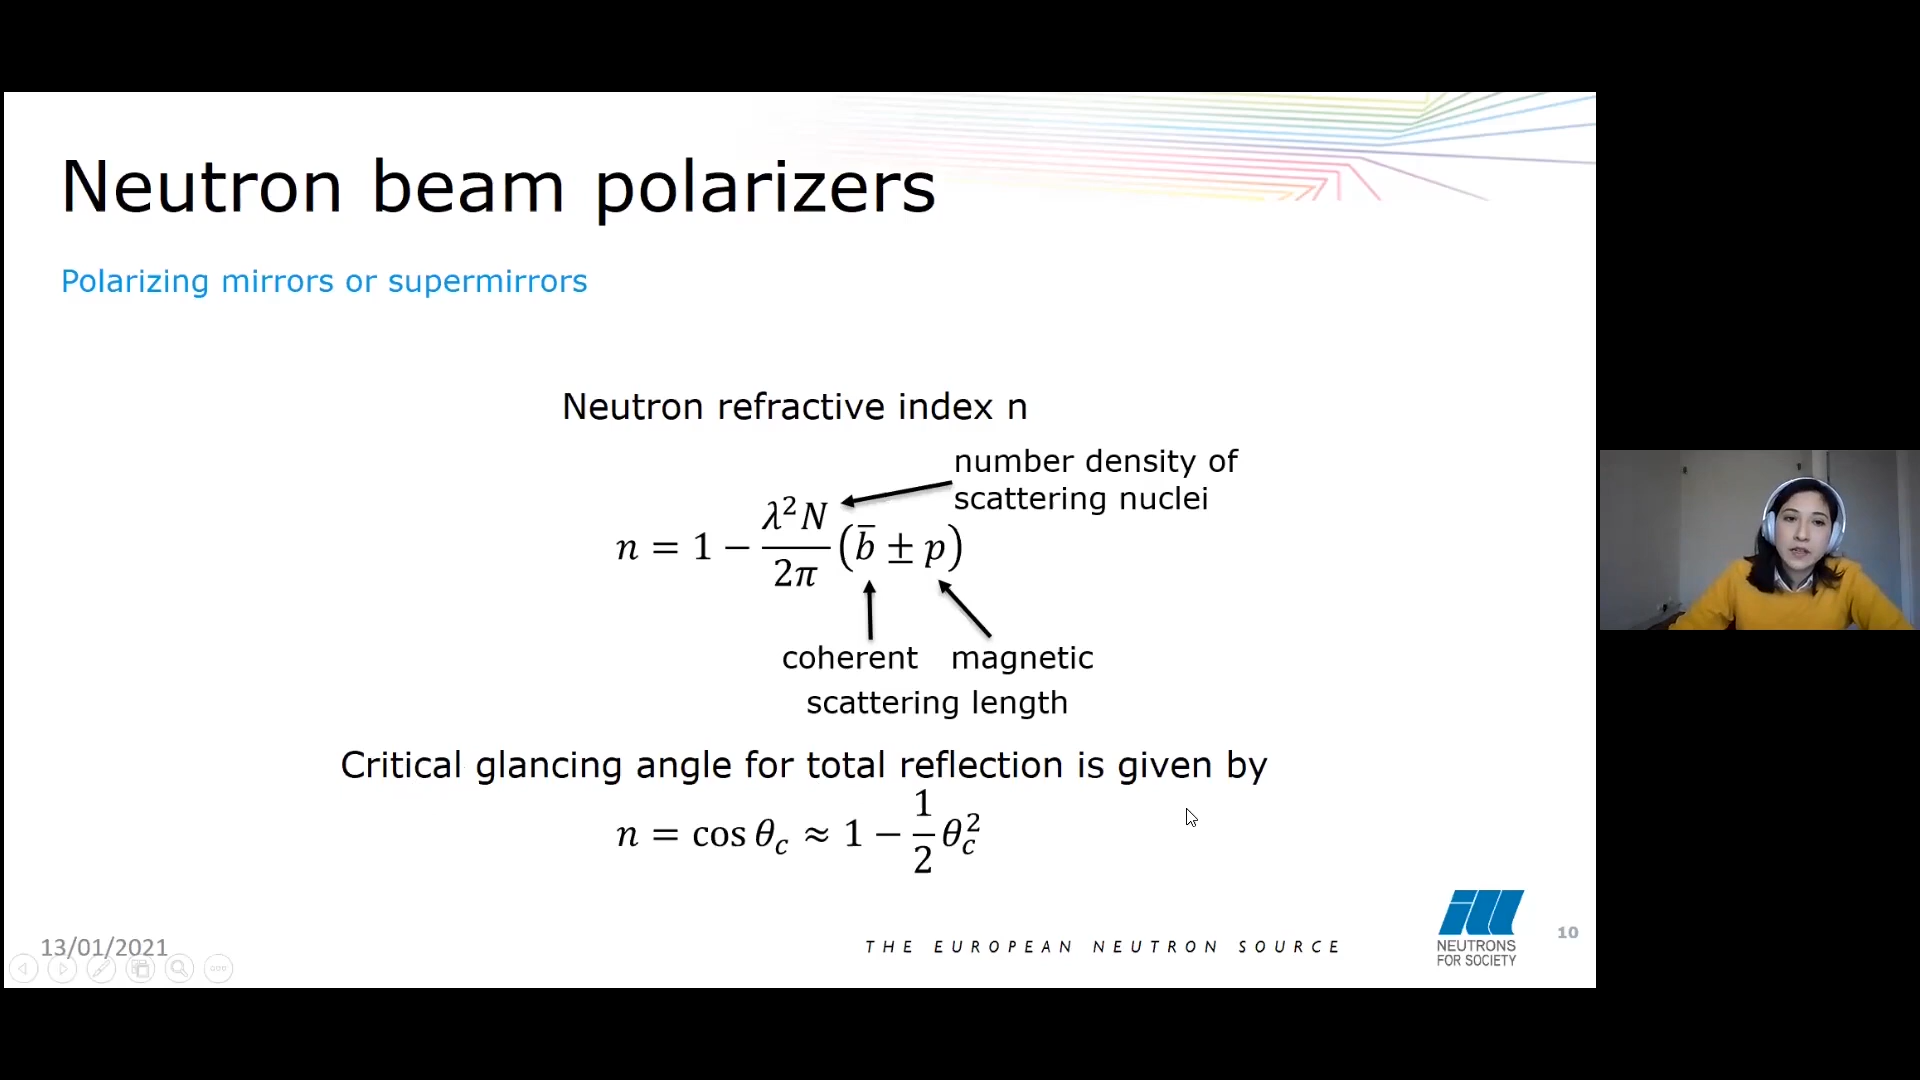 Neutron beam polarizers
Polarizing mirrors or supermirrors
Neutron refractive index n
number density of
scattering nuclei
n = 1 − λ²N/2π (b̄ ± p)
coherent magnetic
scattering length
Critical glancing angle for total reflection is given by
n = cos θ_c ≈ 1 − 1/2 θ_c²
13/01/2021
THE EUROPEAN NEUTRON SOURCE
ill
NEUTRONS
FOR SOCIETY
10